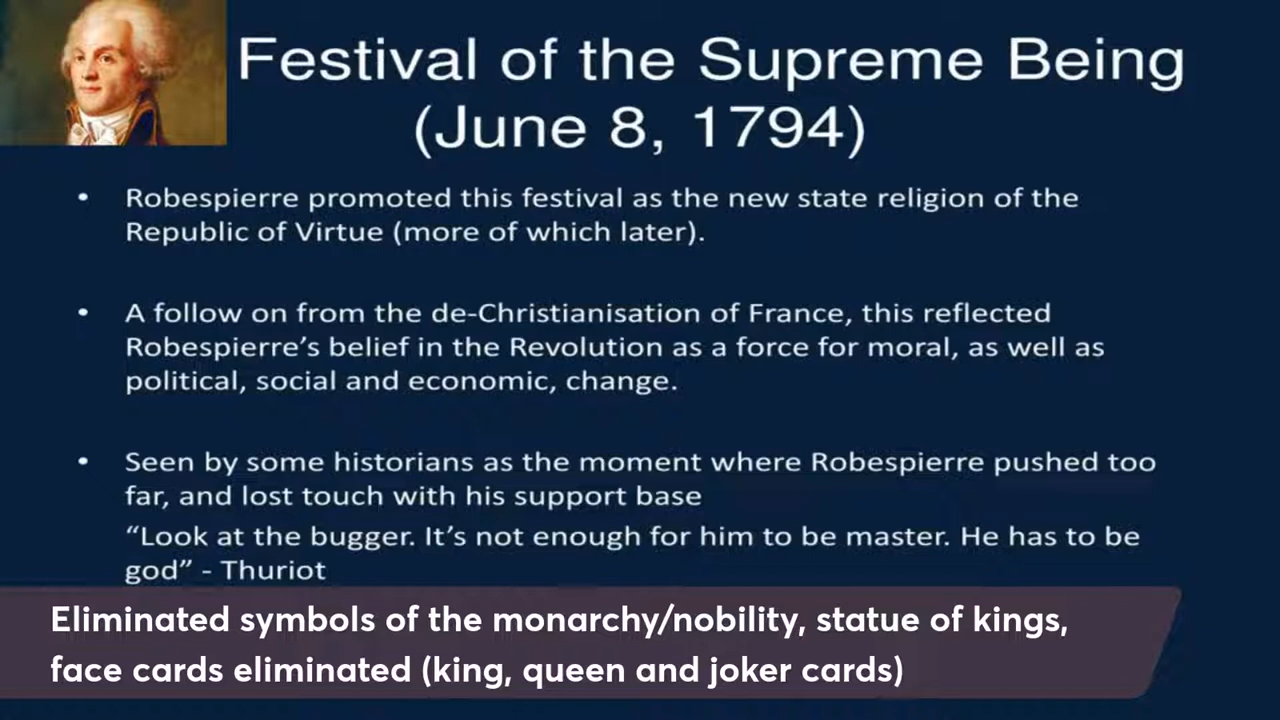 Festival of the Supreme Being
(June 8, 1794)
• Robespierre promoted this festival as the new state religion of the
Republic of Virtue (more of which later).
• A follow on from the de-Christianisation of France, this reflected
Robespierre’s belief in the Revolution as a force for moral, as well as
political, social and economic, change.
• Seen by some historians as the moment where Robespierre pushed too
far, and lost touch with his support base
“Look at the bugger. It’s not enough for him to be master. He has to be
god” - Thuriot
Eliminated symbols of the monarchy/nobility, statue of kings,
face cards eliminated (king, queen and joker cards)